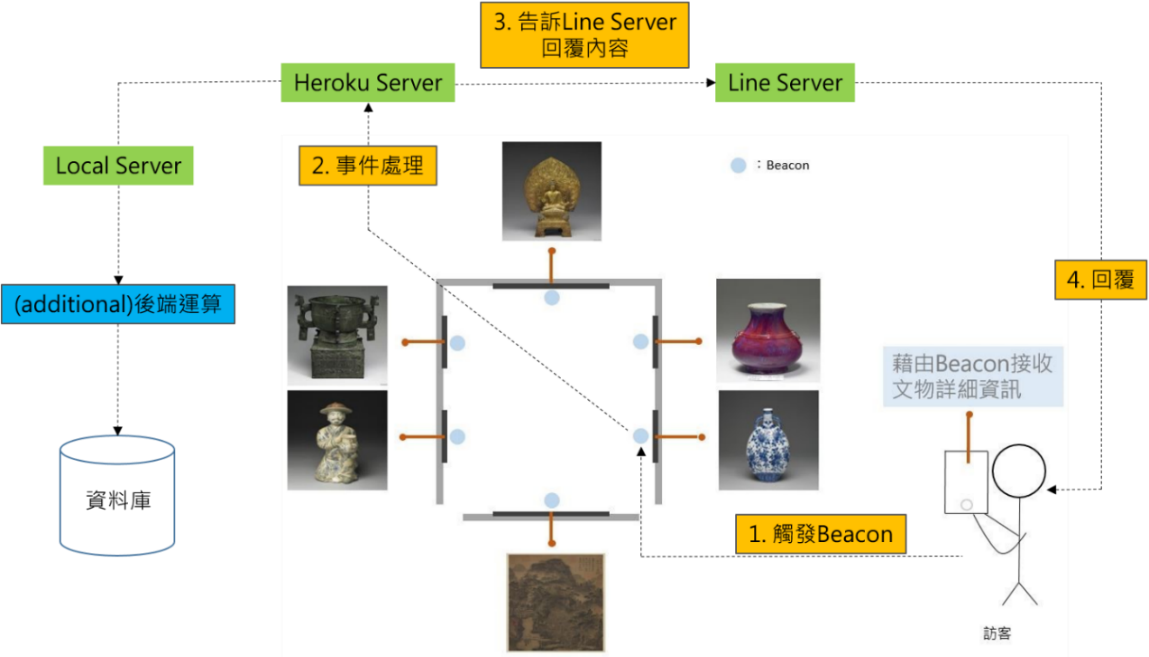 3. 告訴Line Server
回覆內容
Heroku Server
Line Server
Local Server
2. 事件處理
：Beacon
(additional)後端運算
4. 回覆
藉由Beacon接收
文物詳細資訊
資料庫
1. 觸發Beacon
訪客